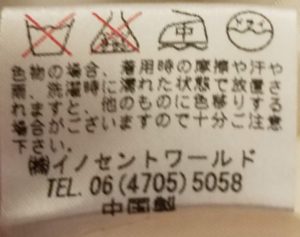 中
ドライ
色物の場合、着用時の摩擦や汗や
雨、洗濯時に濡れた状態で放置さ
れますと、他のものに色移りする
場合がございますので十分ご注意
下さい。
㈱イノセントワールド
TEL. 06(4705)5058
中国製